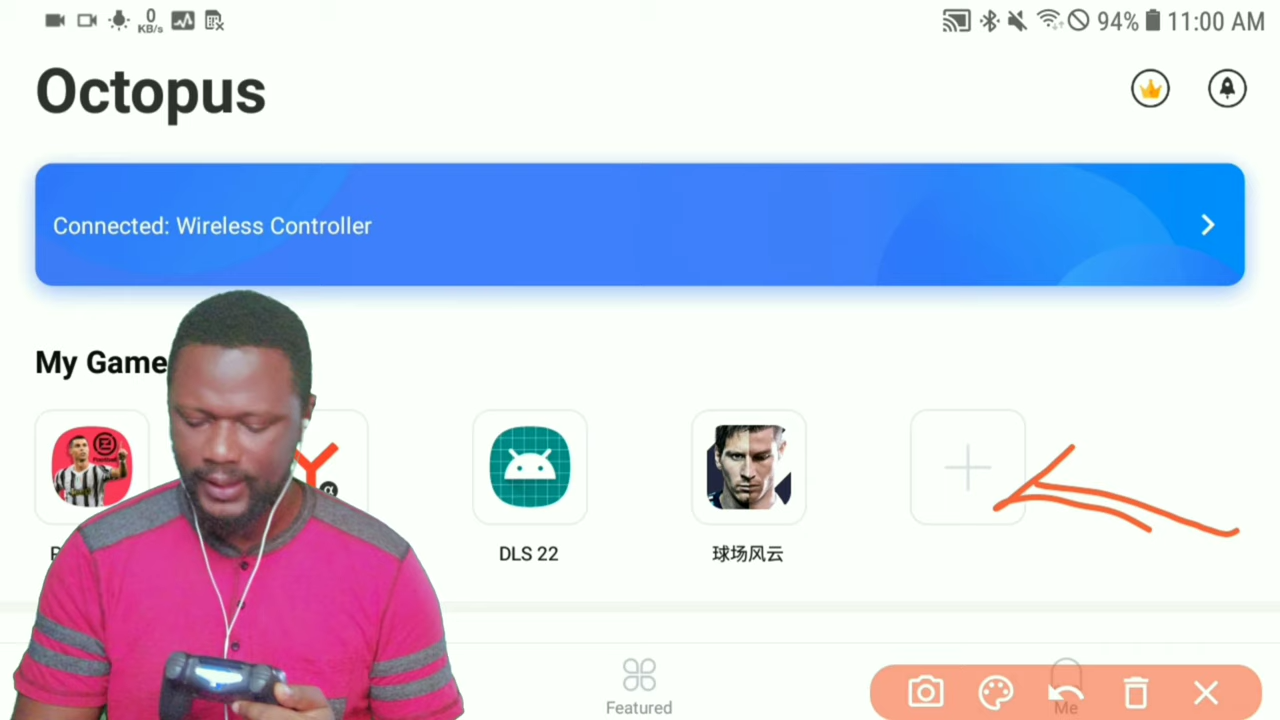 0
KB/s
94% 11:00 AM
Octopus
Connected: Wireless Controller
My Game
DLS 22
球场风云
Featured
Me